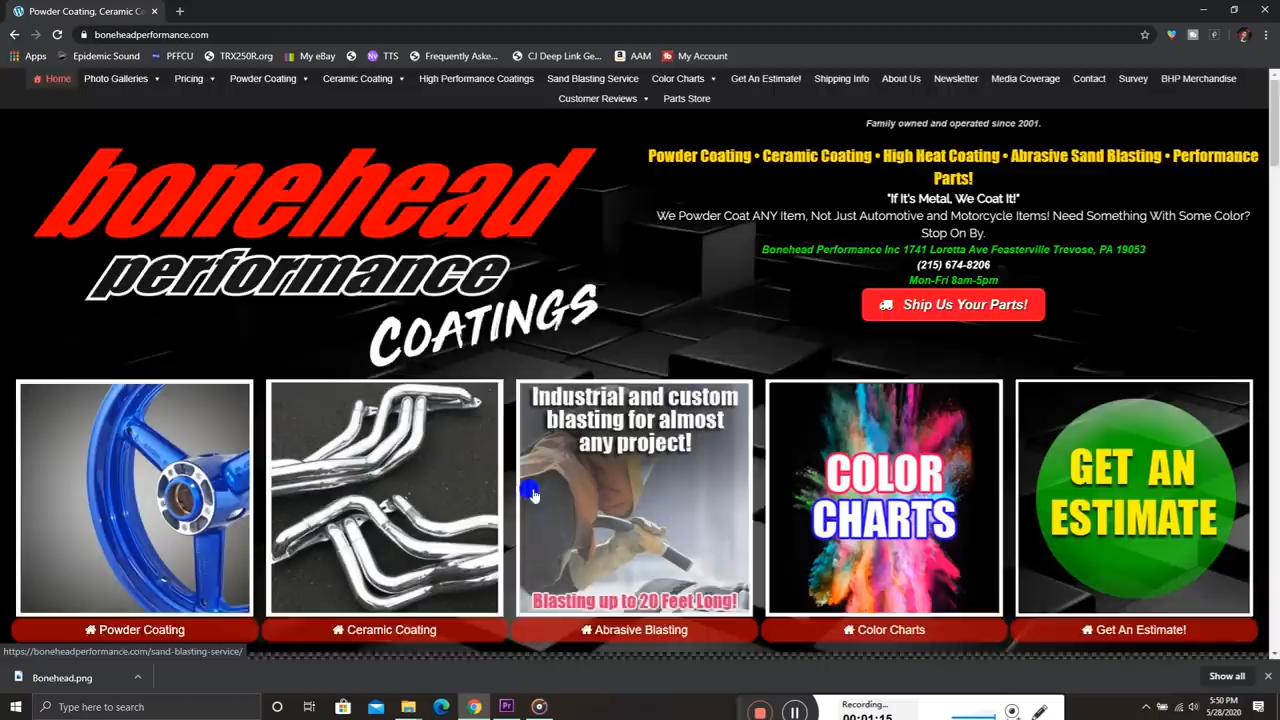 Powder Coating, Ceramic Co
boneheadperformance.com
Apps Epidemic Sound PFFCU TRX250R.org My eBay TTS Frequently Aske... CJ Deep Link Ge... AAM My Account
Home Photo Galleries Pricing Powder Coating Ceramic Coating High Performance Coatings Sand Blasting Service Color Charts Get An Estimate! Shipping Info About Us Newsletter Media Coverage Contact Survey BHP Merchandise
Customer Reviews Parts Store
Family owned and operated since 2001.
Powder Coating • Ceramic Coating • High Heat Coating • Abrasive Sand Blasting • Performance
Parts!
"If It's Metal, We Coat It!"
We Powder Coat ANY Item, Not Just Automotive and Motorcycle Items! Need Something With Some Color?
Stop On By.
Bonehead Performance Inc 1741 Loretta Ave Feasterville Trevose, PA 19053
(215) 674-8206
Mon-Fri 8am-5pm
Ship Us Your Parts!
bonehead
performance
COATINGS
Industrial and custom
blasting for almost
any project!
Blasting up to 20 Feet Long!
COLOR
CHARTS
GET AN
ESTIMATE
Powder Coating
Ceramic Coating
Abrasive Blasting
Color Charts
Get An Estimate!
https://boneheadperformance.com/sand-blasting-service/
Bonehead.png
Show all
Type here to search
Pr
Recording...
00:01:15
5:50 PM
5/28/2020